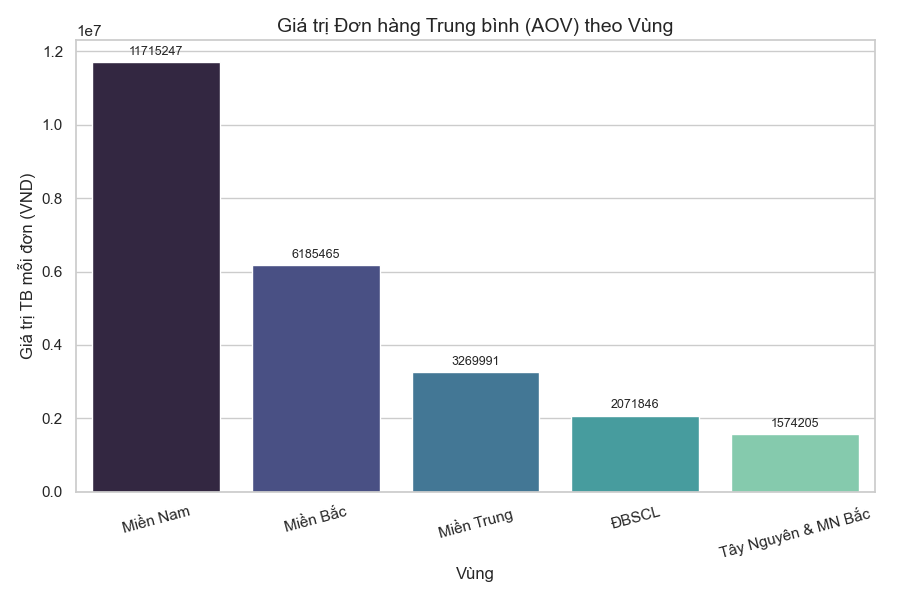 Giá trị Đơn hàng Trung bình (AOV) theo Vùng
1e7
1.2
1.0
0.8
0.6
0.4
0.2
0.0
Giá trị TB mỗi đơn (VND)
11715247
6185465
3269991
2071846
1574205
Miền Nam
Miền Bắc
Miền Trung
ĐBSCL
Tây Nguyên & MN Bắc
Vùng